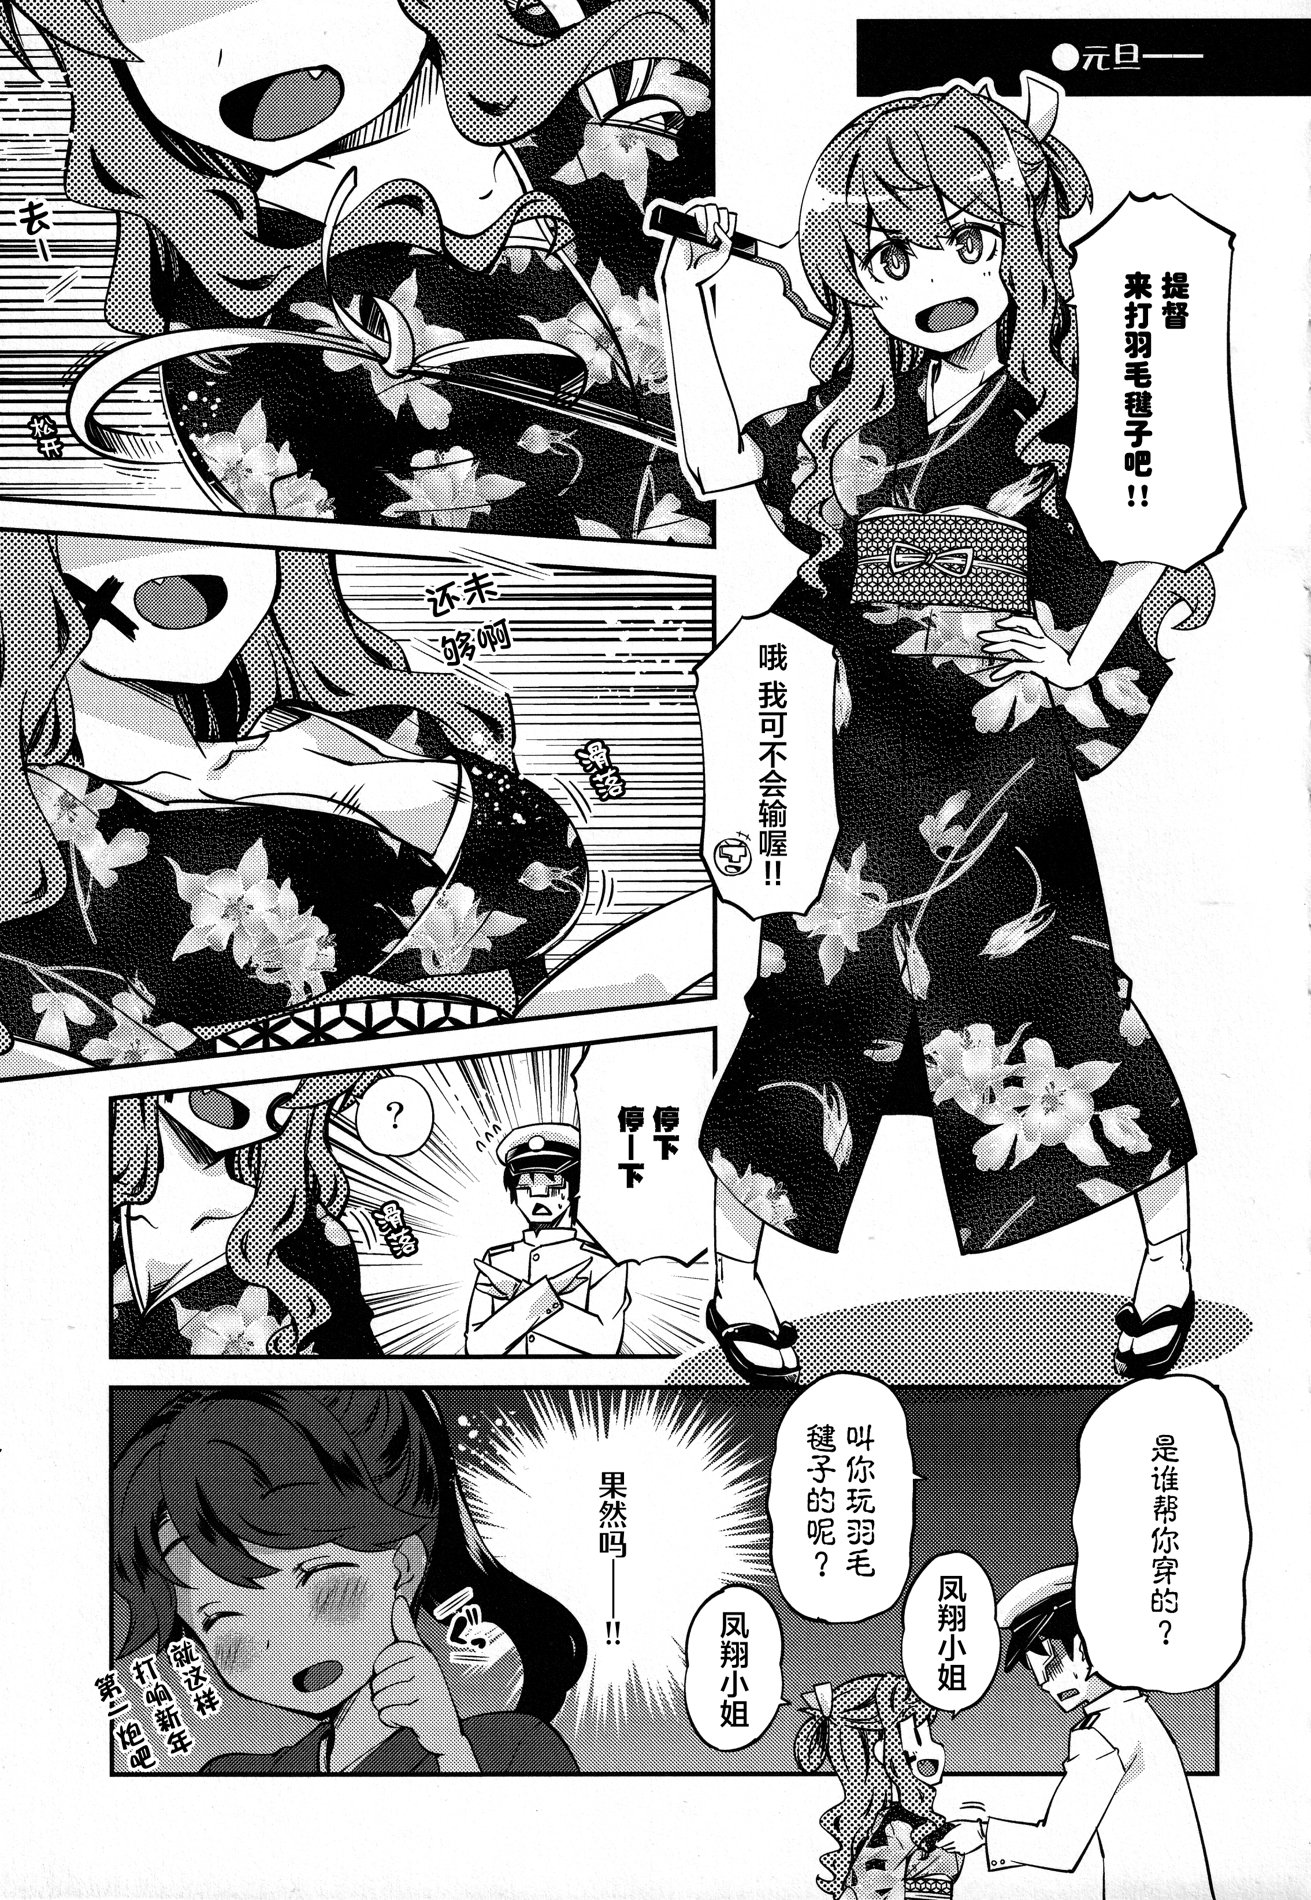 ●元旦——
提督
来打羽毛毽子吧!!
哦 我可不会输喔!!
去—
松开
还未
够啊
滑落
停下
停一下
?
滑落
是谁帮你穿的?
凤翔小姐
叫你玩羽毛
毽子的呢?
凤翔小姐
果然吗——!!
就这样
打响新年
第一炮吧